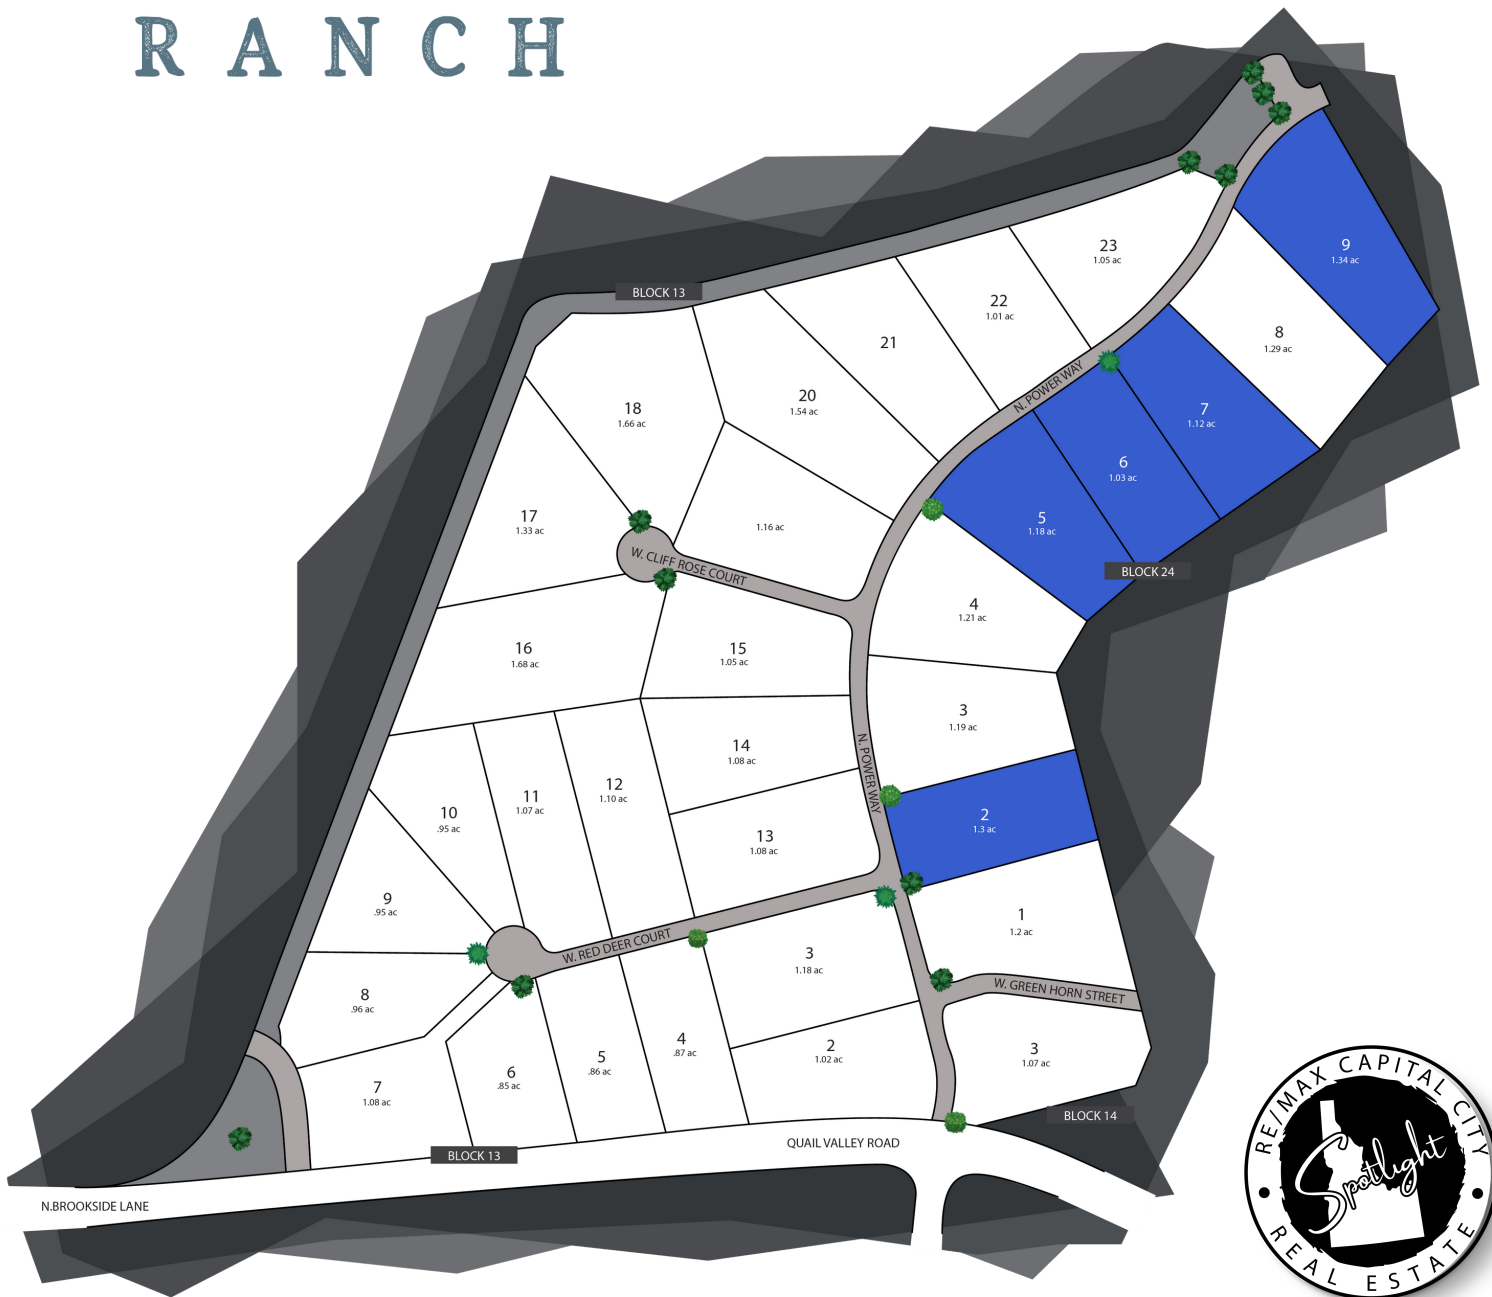 RANCH
BLOCK 13
23
1.05 ac
9
1.34 ac
22
1.01 ac
21
8
1.29 ac
20
1.54 ac
18
1.66 ac
N. POWER WAY
7
1.12 ac
6
1.03 ac
17
1.33 ac
1.16 ac
5
1.18 ac
W. CLIFF ROSE COURT
BLOCK 24
4
1.21 ac
16
1.68 ac
15
1.05 ac
3
1.19 ac
14
1.08 ac
N. POWER WAY
12
1.10 ac
11
1.07 ac
10
.95 ac
13
1.08 ac
2
1.3 ac
9
.95 ac
1
1.2 ac
W. RED DEER COURT
3
1.18 ac
W. GREEN HORN STREET
8
.96 ac
4
.87 ac
2
1.02 ac
3
1.07 ac
5
.86 ac
6
.85 ac
7
1.08 ac
BLOCK 14
BLOCK 13
QUAIL VALLEY ROAD
N.BROOKSIDE LANE
RE/MAX CAPITAL CITY
Spotlight
REAL ESTATE